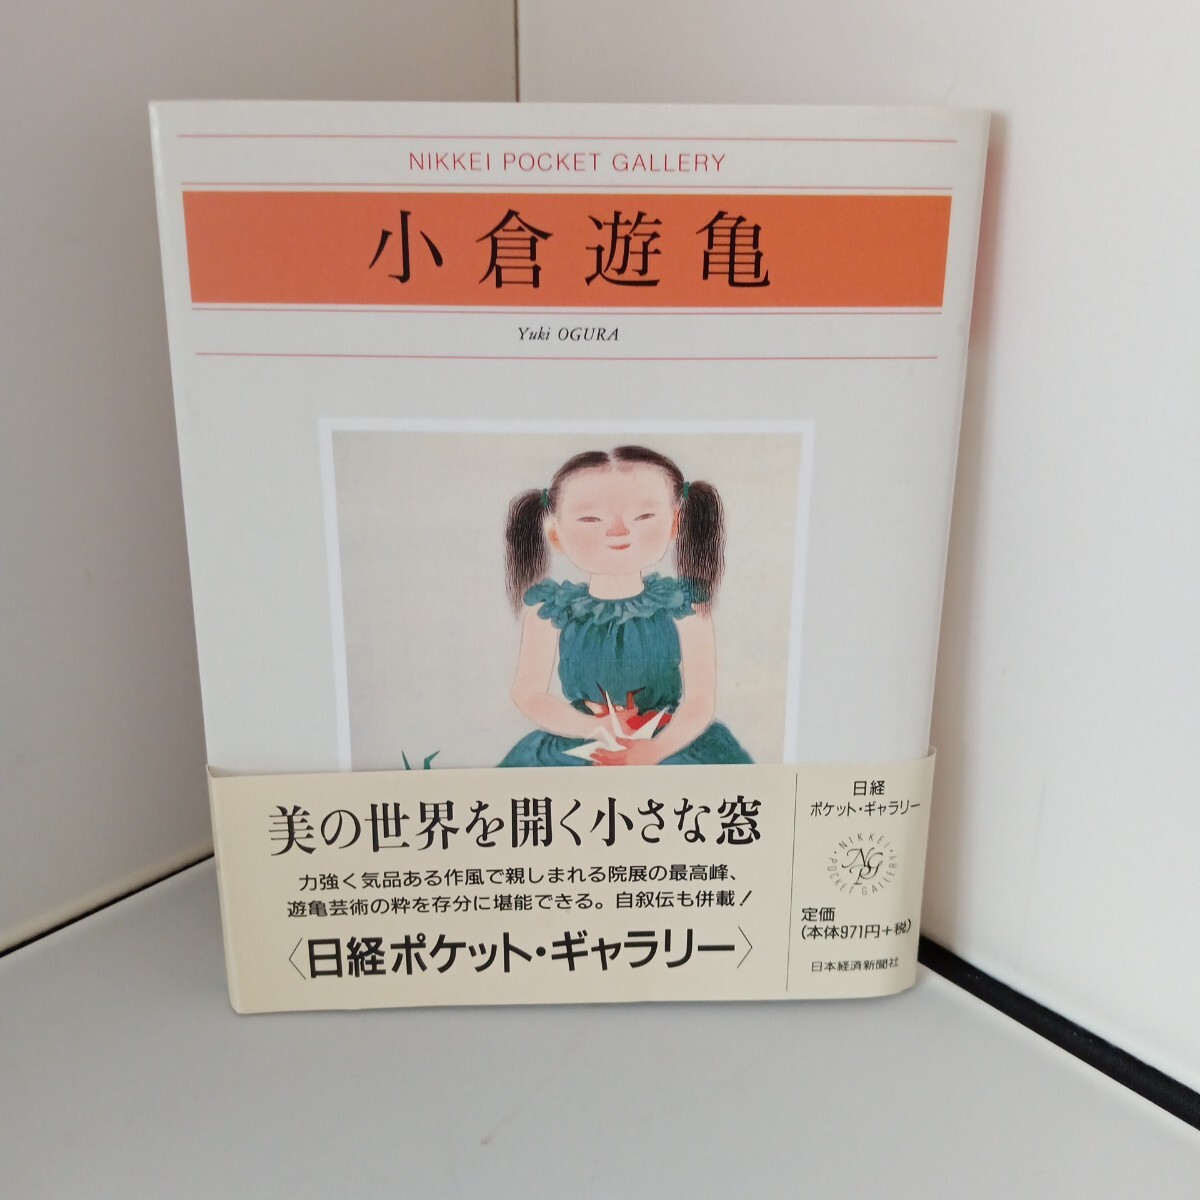 NIKKEI POCKET GALLERY
小倉遊亀
Yuki OGURA
美の世界を開く小さな窓
力強く気品ある作風で親しまれる院展の最高峰、
遊亀芸術の粋を存分に堪能できる。自叙伝も併載！
〈日経ポケット・ギャラリー〉
日経
ポケット・ギャラリー
・NIKKEI・
POCKET GALLERY
NPG
定価
(本体971円+税)
日本経済新聞社